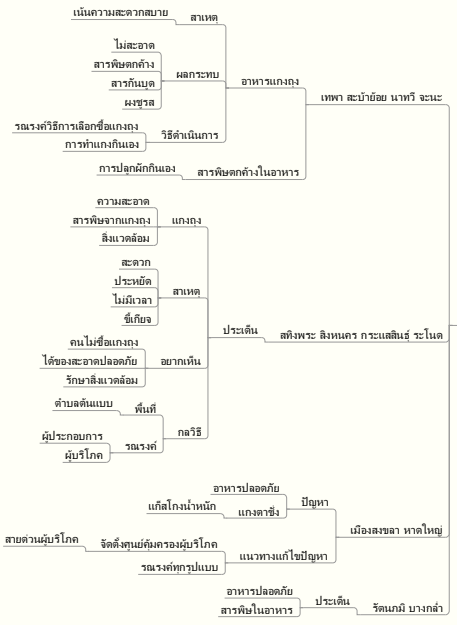 เน้นความสะดวกสบาย
สาเหตุ
ไม่สะอาด
สารพิษตกค้าง
ผลกระทบ
สารกันบูด
ผงชูรส
อาหารแกงถุง
เทพา สะบ้าย้อย นาทวี จะนะ
รณรงค์วิธีการเลือกซื้อแกงถุง
วิธีดำเนินการ
การทำแกงกินเอง
การปลูกผักกินเอง
สารพิษตกค้างในอาหาร
ความสะอาด
สารพิษจากแกงถุง
แกงถุง
สิ่งแวดล้อม
สะดวก
ประหยัด
สาเหตุ
ไม่มีเวลา
ขี้เกียจ
ประเด็น
สทิงพระ สิงหนคร กระแสสินธุ์ ระโนด
คนไม่ซื้อแกงถุง
ได้ของสะอาดปลอดภัย
อยากเห็น
รักษาสิ่งแวดล้อม
ตำบลต้นแบบ
พื้นที่
กลวิธี
ผู้ประกอบการ
รณรงค์
ผู้บริโภค
อาหารปลอดภัย
ปัญหา
แก๊สโกงน้ำหนัก
แกงตาชั่ง
เมืองสงขลา หาดใหญ่
สายด่วนผู้บริโภค
จัดตั้งศูนย์คุ้มครองผู้บริโภค
แนวทางแก้ไขปัญหา
รณรงค์ทุกรูปแบบ
อาหารปลอดภัย
ประเด็น
รัตนภูมิ บางกล่ำ
สารพิษในอาหาร